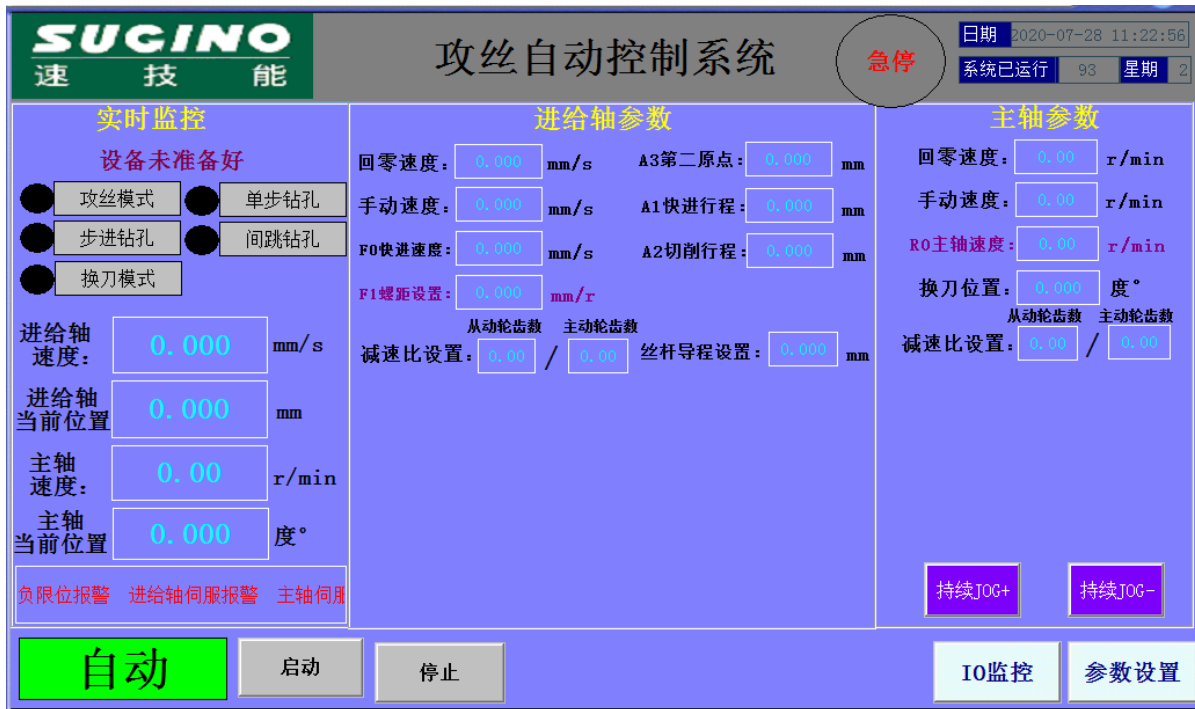 SUGINO
速 技 能
攻丝自动控制系统
急停
日期 2020-07-28 11:22:56
系统已运行 93 星期 2
实时监控
设备未准备好
攻丝模式 单步钻孔
步进钻孔 间跳钻孔
换刀模式
进给轴
速度: 0.000 mm/s
进给轴
当前位置 0.000 mm
主轴
速度: 0.00 r/min
主轴
当前位置 0.000 度°
负限位报警 进给轴伺服报警 主轴伺服
进给轴参数
回零速度: 0.000 mm/s A3第二原点: 0.000 mm
手动速度: 0.000 mm/s A1快进行程: 0.000 mm
F0快进速度: 0.000 mm/s A2切削行程: 0.000 mm
F1螺距设置: 0.000 mm/r
从动轮齿数 主动轮齿数
减速比设置: 0.00 / 0.00 丝杆导程设置: 0.000 mm
主轴参数
回零速度: 0.00 r/min
手动速度: 0.00 r/min
R0主轴速度: 0.00 r/min
换刀位置: 0.000 度°
从动轮齿数 主动轮齿数
减速比设置: 0.00 / 0.00
持续JOG+ 持续JOG-
自动 启动 停止 IO监控 参数设置